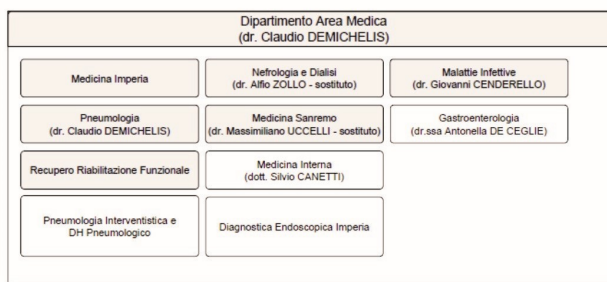 Dipartimento Area Medica
(dr. Claudio DEMICHELIS)
Medicina Imperia
Nefrologia e Dialisi
(dr. Alfio ZOLLO - sostituto)
Malattie Infettive
(dr. Giovanni CENDERELLO)
Pneumologia
(dr. Claudio DEMICHELIS)
Medicina Sanremo
(dr. Massimiliano UCCELLI - sostituto)
Gastroenterologia
(dr.ssa Antonella DE CEGLIE)
Recupero Riabilitazione Funzionale
Medicina Interna
(dott. Silvio CANETTI)
Pneumologia Interventistica e
DH Pneumologico
Diagnostica Endoscopica Imperia